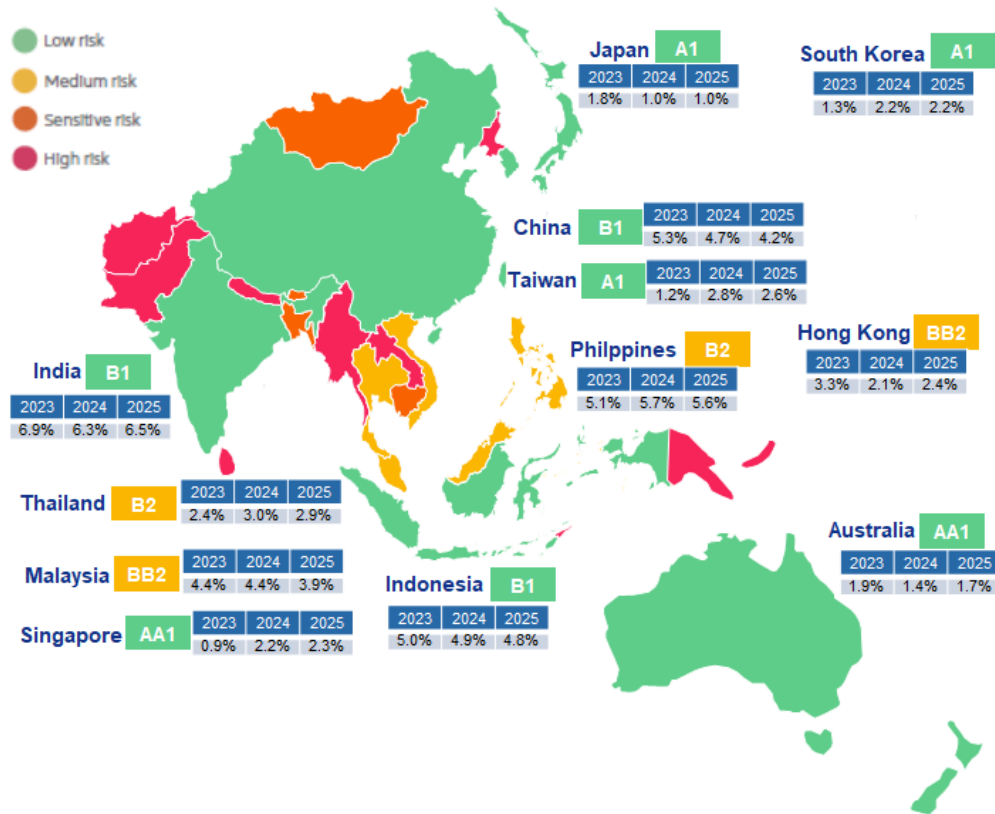 Low risk
Medium risk
Sensitive risk
High risk
Japan A1
2023 2024 2025
1.8% 1.0% 1.0%
South Korea A1
2023 2024 2025
1.3% 2.2% 2.2%
China B1
2023 2024 2025
5.3% 4.7% 4.2%
Taiwan A1
2023 2024 2025
1.2% 2.8% 2.6%
Philppines B2
2023 2024 2025
5.1% 5.7% 5.6%
Hong Kong BB2
2023 2024 2025
3.3% 2.1% 2.4%
India B1
2023 2024 2025
6.9% 6.3% 6.5%
Thailand B2
2023 2024 2025
2.4% 3.0% 2.9%
Malaysia BB2
2023 2024 2025
4.4% 4.4% 3.9%
Singapore AA1
2023 2024 2025
0.9% 2.2% 2.3%
Indonesia B1
2023 2024 2025
5.0% 4.9% 4.8%
Australia AA1
2023 2024 2025
1.9% 1.4% 1.7%